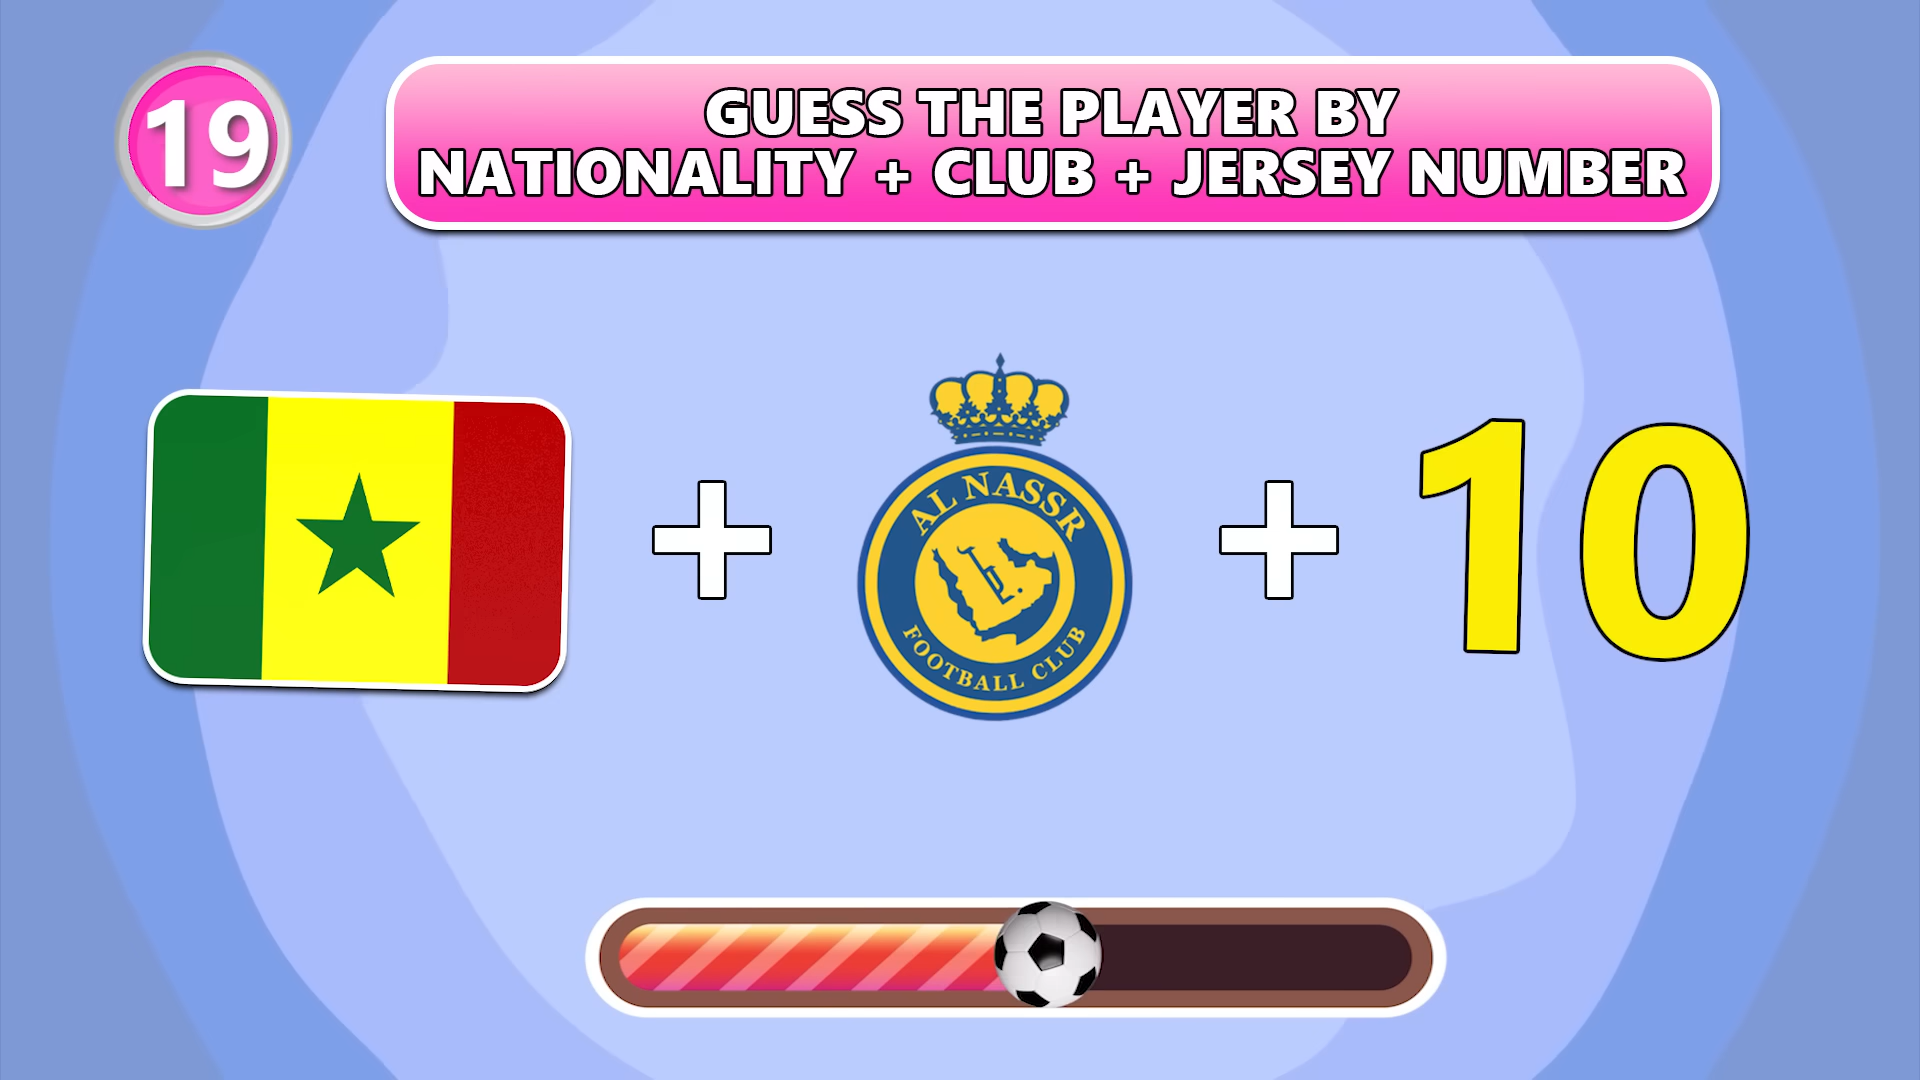 19
GUESS THE PLAYER BY
NATIONALITY + CLUB + JERSEY NUMBER
+
AL NASSR
FOOTBALL CLUB
+
10